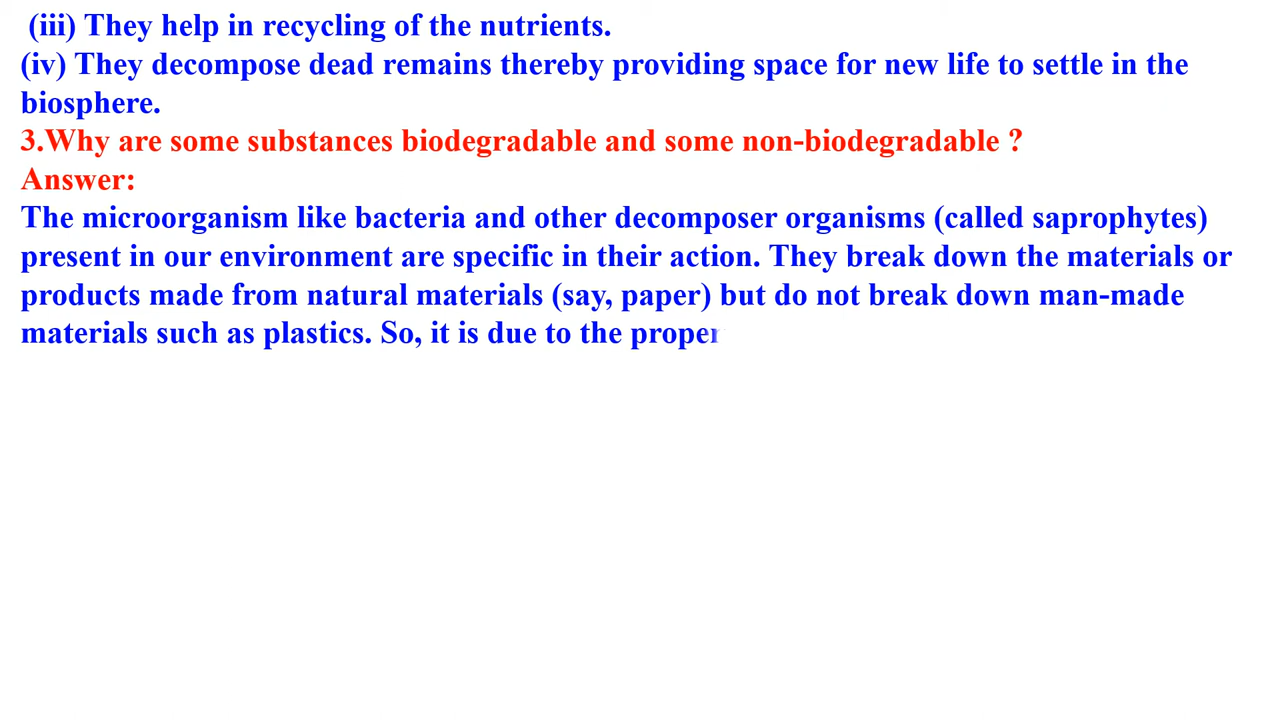 (iii) They help in recycling of the nutrients.
(iv) They decompose dead remains thereby providing space for new life to settle in the
biosphere.
3.Why are some substances biodegradable and some non-biodegradable ?
Answer:
The microorganism like bacteria and other decomposer organisms (called saprophytes)
present in our environment are specific in their action. They break down the materials or
products made from natural materials (say, paper) but do not break down man-made
materials such as plastics. So, it is due to the proper